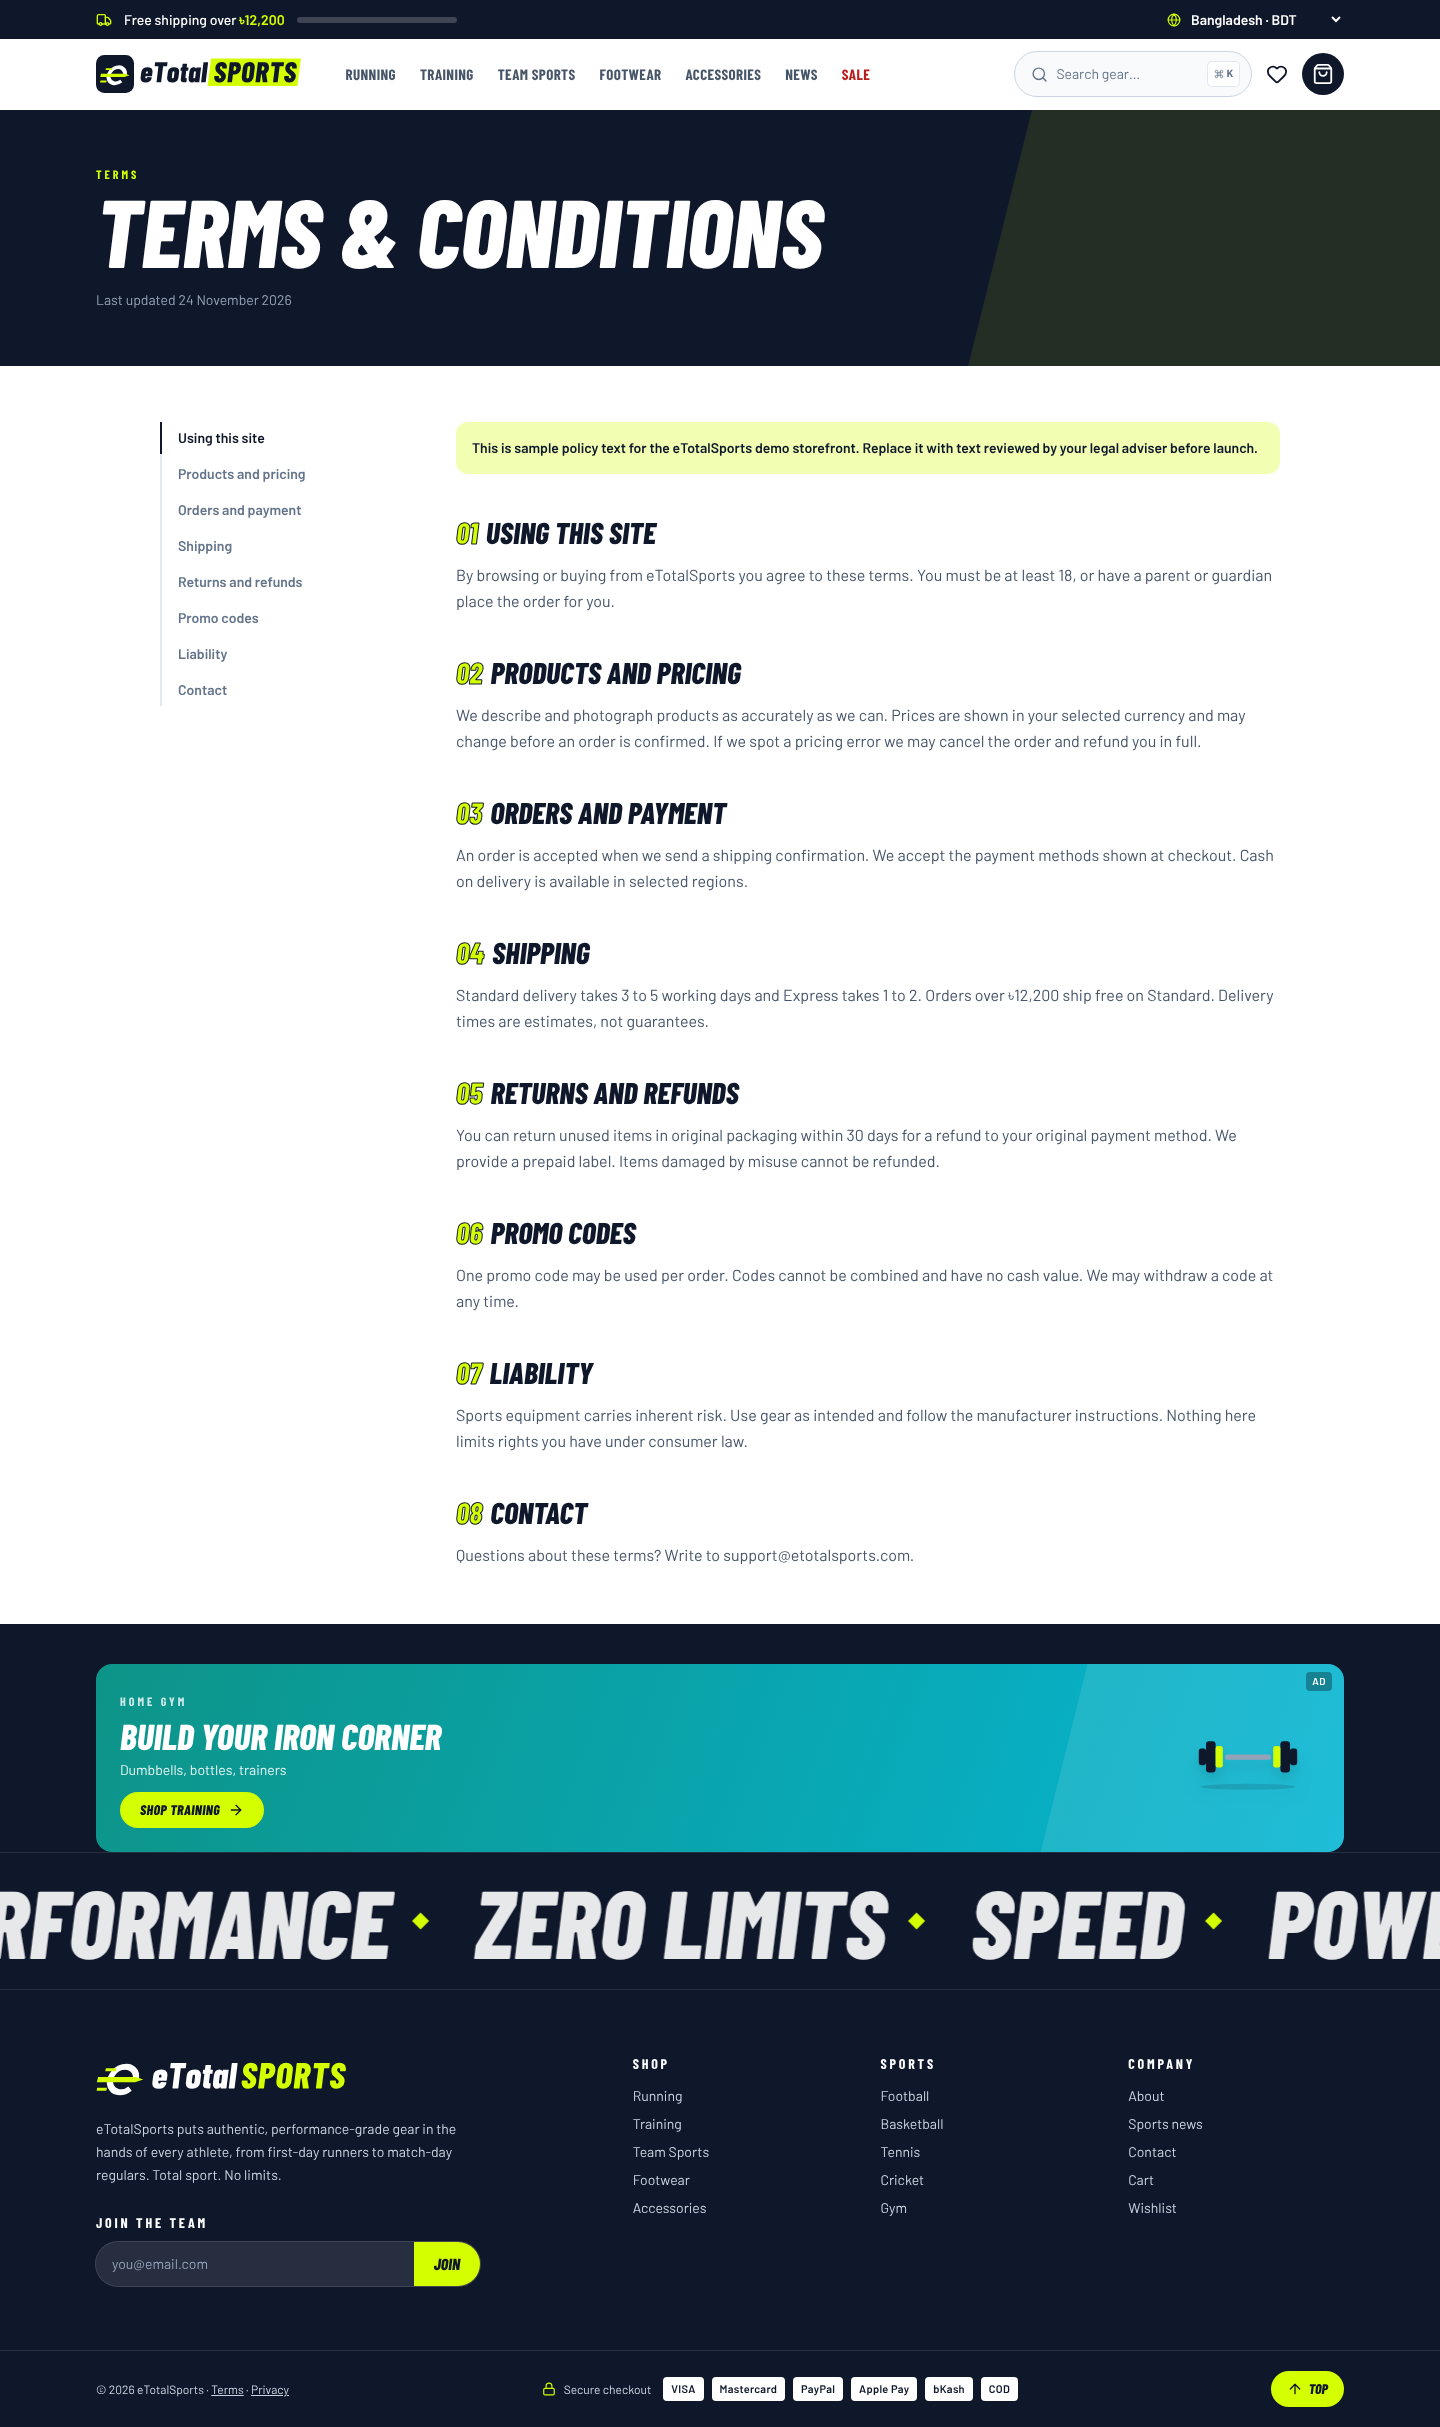 Free shipping over ৳12,200
Bangladesh · BDT
eTotal SPORTS
RUNNING TRAINING TEAM SPORTS FOOTWEAR ACCESSORIES NEWS SALE
Search gear... ⌘ K
TERMS
TERMS & CONDITIONS
Last updated 24 November 2026
Using this site
Products and pricing
Orders and payment
Shipping
Returns and refunds
Promo codes
Liability
Contact
This is sample policy text for the eTotalSports demo storefront. Replace it with text reviewed by your legal adviser before launch.
01 USING THIS SITE
By browsing or buying from eTotalSports you agree to these terms. You must be at least 18, or have a parent or guardian
place the order for you.
02 PRODUCTS AND PRICING
We describe and photograph products as accurately as we can. Prices are shown in your selected currency and may
change before an order is confirmed. If we spot a pricing error we may cancel the order and refund you in full.
03 ORDERS AND PAYMENT
An order is accepted when we send a shipping confirmation. We accept the payment methods shown at checkout. Cash
on delivery is available in selected regions.
04 SHIPPING
Standard delivery takes 3 to 5 working days and Express takes 1 to 2. Orders over ৳12,200 ship free on Standard. Delivery
times are estimates, not guarantees.
05 RETURNS AND REFUNDS
You can return unused items in original packaging within 30 days for a refund to your original payment method. We
provide a prepaid label. Items damaged by misuse cannot be refunded.
06 PROMO CODES
One promo code may be used per order. Codes cannot be combined and have no cash value. We may withdraw a code at
any time.
07 LIABILITY
Sports equipment carries inherent risk. Use gear as intended and follow the manufacturer instructions. Nothing here
limits rights you have under consumer law.
08 CONTACT
Questions about these terms? Write to support@etotalsports.com.
AD
HOME GYM
BUILD YOUR IRON CORNER
Dumbbells, bottles, trainers
SHOP TRAINING
RFORMANCE ZERO LIMITS SPEED POW
eTotal SPORTS
eTotalSports puts authentic, performance-grade gear in the
hands of every athlete, from first-day runners to match-day
regulars. Total sport. No limits.
JOIN THE TEAM
you@email.com JOIN
SHOP
Running
Training
Team Sports
Footwear
Accessories
SPORTS
Football
Basketball
Tennis
Cricket
Gym
COMPANY
About
Sports news
Contact
Cart
Wishlist
© 2026 eTotalSports · Terms · Privacy
Secure checkout VISA Mastercard PayPal Apple Pay bKash COD
TOP